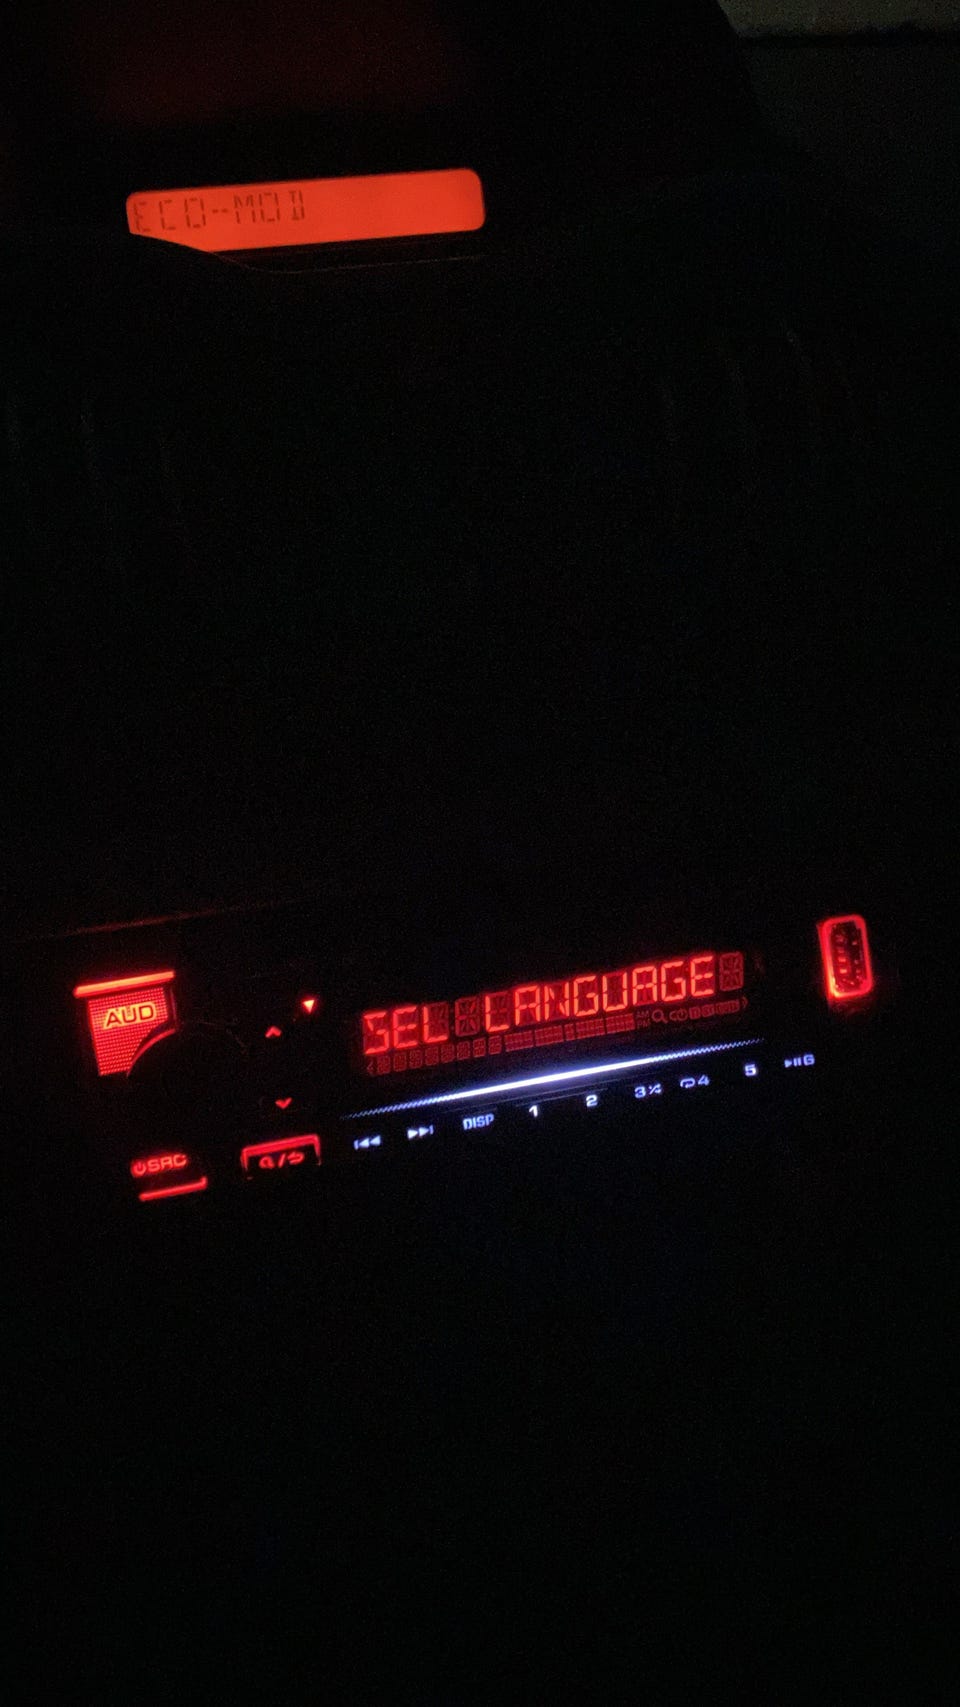 ECO-MOD
SEL LANGUAGE
AUD
SRC
DISP 1 2 3 4 5 6